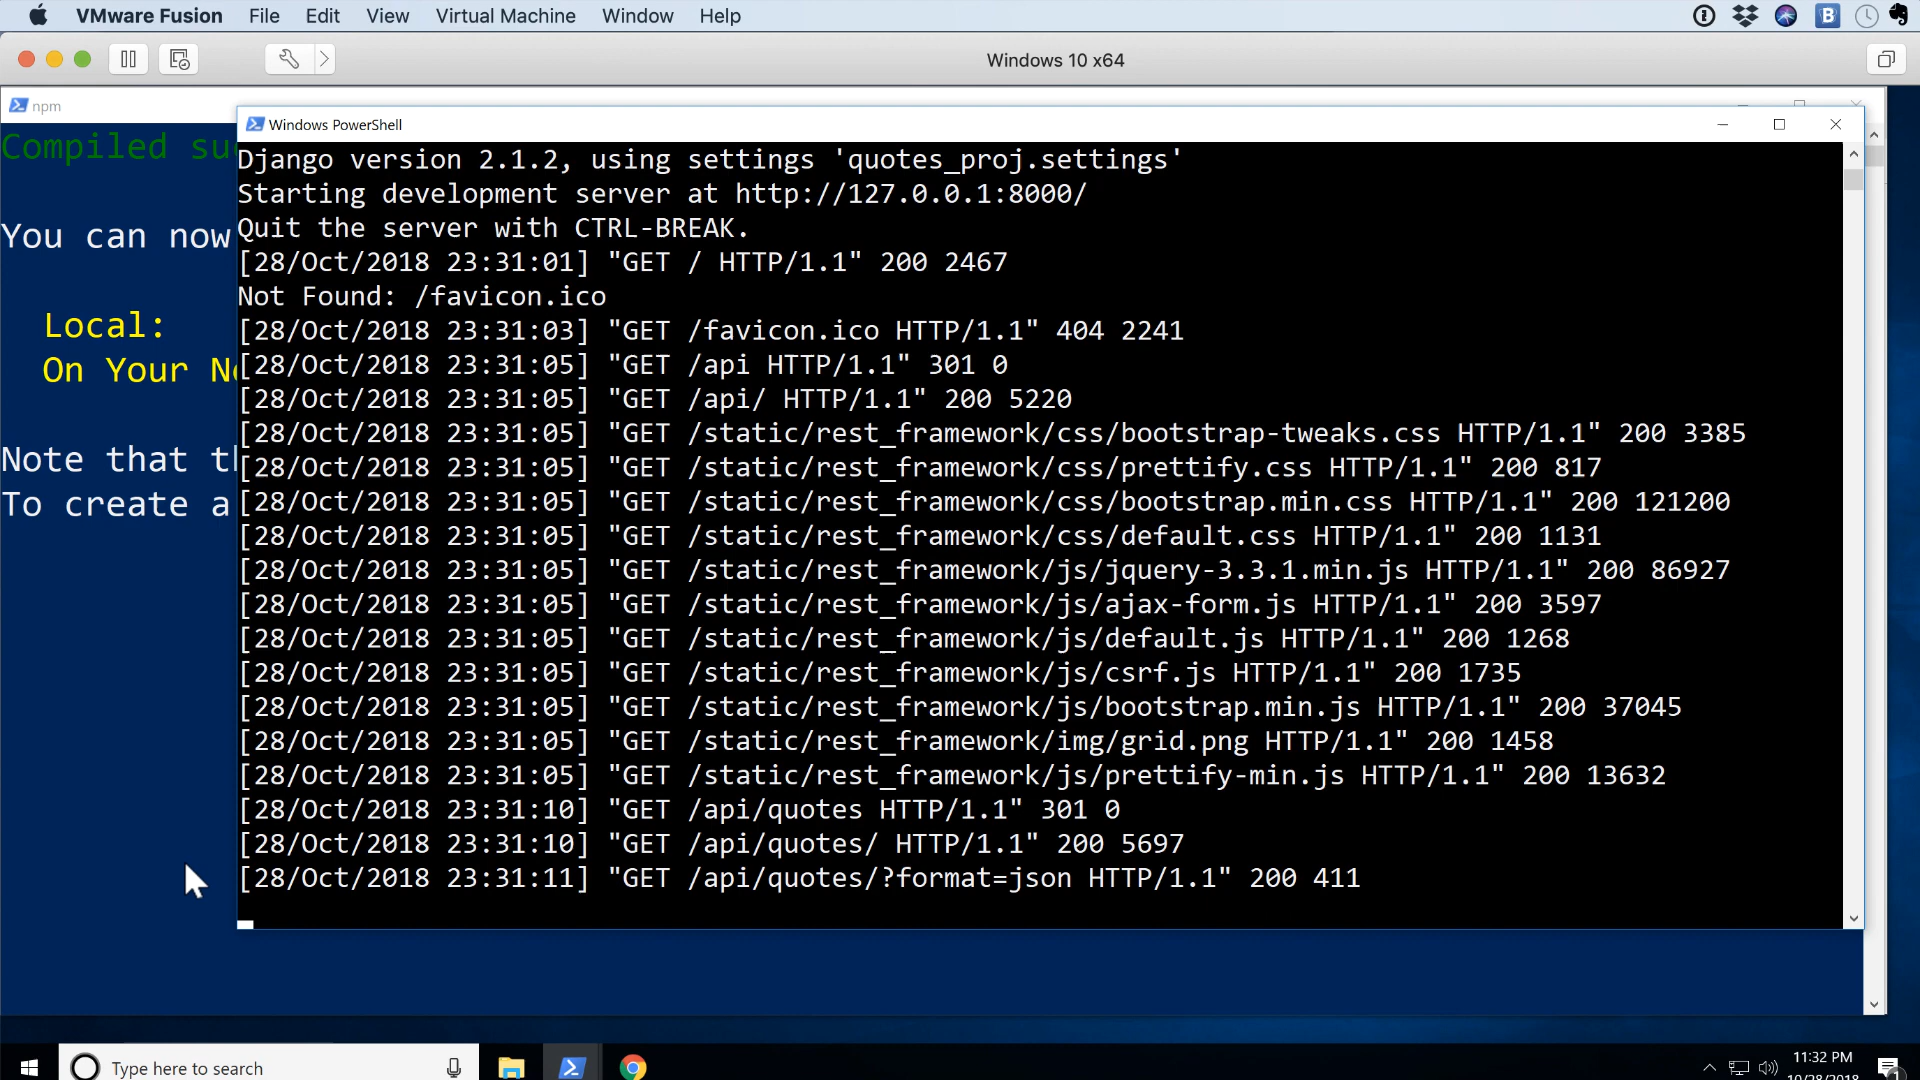 VMware Fusion File Edit View Virtual Machine Window Help
Windows 10 x64
npm
Compiled su
You can now
Local:
On Your Ne
Note that th
To create a
Windows PowerShell
Django version 2.1.2, using settings 'quotes_proj.settings'
Starting development server at http://127.0.0.1:8000/
Quit the server with CTRL-BREAK.
[28/Oct/2018 23:31:01] "GET / HTTP/1.1" 200 2467
Not Found: /favicon.ico
[28/Oct/2018 23:31:03] "GET /favicon.ico HTTP/1.1" 404 2241
[28/Oct/2018 23:31:05] "GET /api HTTP/1.1" 301 0
[28/Oct/2018 23:31:05] "GET /api/ HTTP/1.1" 200 5220
[28/Oct/2018 23:31:05] "GET /static/rest_framework/css/bootstrap-tweaks.css HTTP/1.1" 200 3385
[28/Oct/2018 23:31:05] "GET /static/rest_framework/css/prettify.css HTTP/1.1" 200 817
[28/Oct/2018 23:31:05] "GET /static/rest_framework/css/bootstrap.min.css HTTP/1.1" 200 121200
[28/Oct/2018 23:31:05] "GET /static/rest_framework/css/default.css HTTP/1.1" 200 1131
[28/Oct/2018 23:31:05] "GET /static/rest_framework/js/jquery-3.3.1.min.js HTTP/1.1" 200 86927
[28/Oct/2018 23:31:05] "GET /static/rest_framework/js/ajax-form.js HTTP/1.1" 200 3597
[28/Oct/2018 23:31:05] "GET /static/rest_framework/js/default.js HTTP/1.1" 200 1268
[28/Oct/2018 23:31:05] "GET /static/rest_framework/js/csrf.js HTTP/1.1" 200 1735
[28/Oct/2018 23:31:05] "GET /static/rest_framework/js/bootstrap.min.js HTTP/1.1" 200 37045
[28/Oct/2018 23:31:05] "GET /static/rest_framework/img/grid.png HTTP/1.1" 200 1458
[28/Oct/2018 23:31:05] "GET /static/rest_framework/js/prettify-min.js HTTP/1.1" 200 13632
[28/Oct/2018 23:31:10] "GET /api/quotes HTTP/1.1" 301 0
[28/Oct/2018 23:31:10] "GET /api/quotes/ HTTP/1.1" 200 5697
[28/Oct/2018 23:31:11] "GET /api/quotes/?format=json HTTP/1.1" 200 411
Type here to search
11:32 PM
10/28/2018